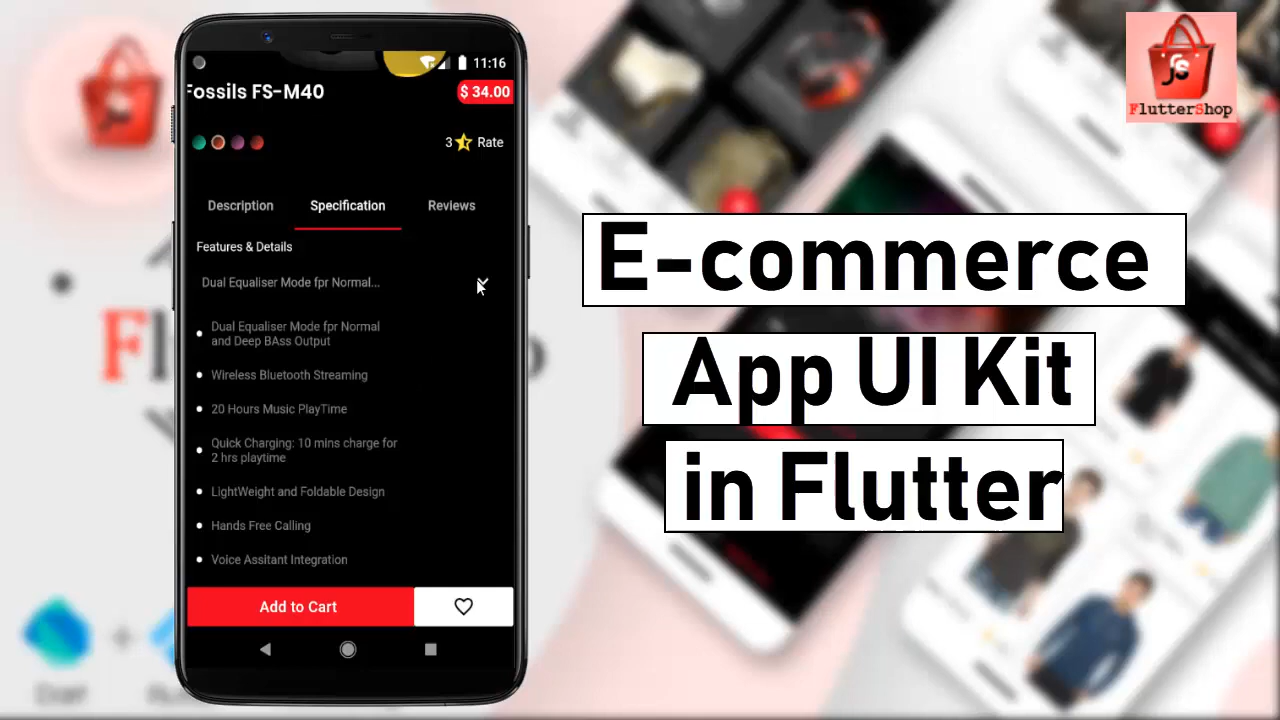 11:16
Fossils FS-M40
$ 34.00
3 Rate
Description Specification Reviews
Features & Details
Dual Equaliser Mode fpr Normal...
Dual Equaliser Mode fpr Normal
and Deep BAss Output
Wireless Bluetooth Streaming
20 Hours Music PlayTime
Quick Charging: 10 mins charge for
2 hrs playtime
LightWeight and Foldable Design
Hands Free Calling
Voice Assitant Integration
Add to Cart
E-commerce
App UI Kit
in Flutter
FS
FlutterShop
Dart